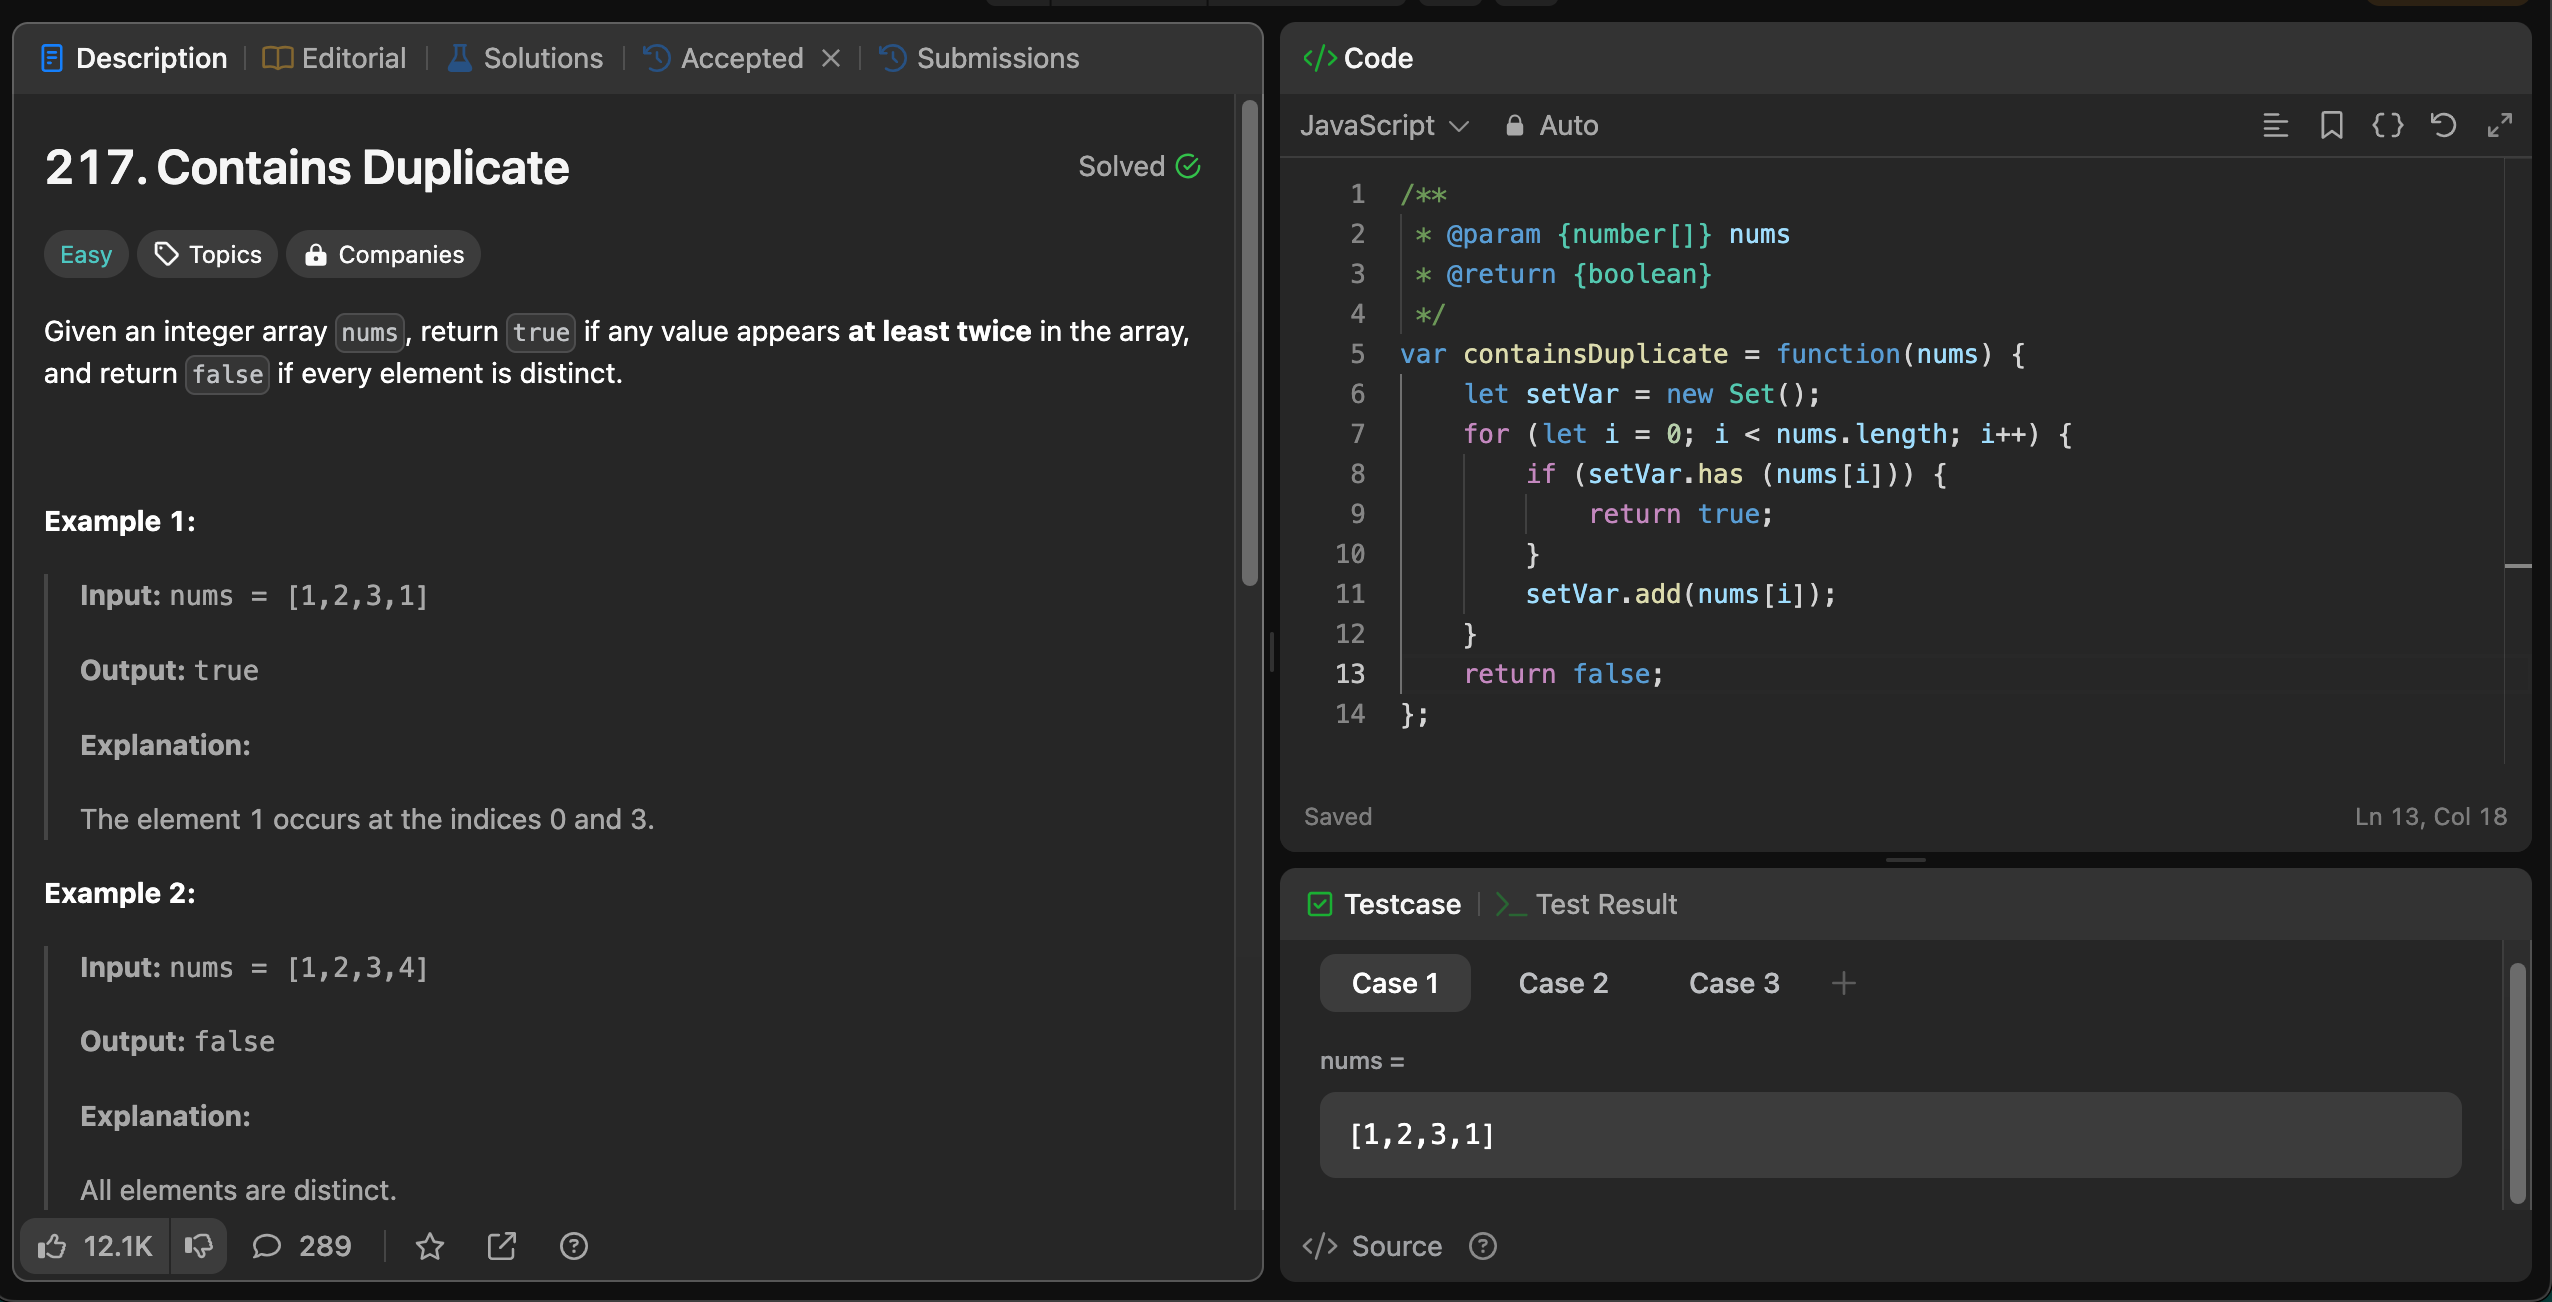 Description
Editorial
Solutions
Accepted
Submissions
217. Contains Duplicate
Solved
Easy
Topics
Companies
Given an integer array nums, return true if any value appears at least twice in the array,
and return false if every element is distinct.
Example 1:
Input: nums = [1,2,3,1]
Output: true
Explanation:
The element 1 occurs at the indices 0 and 3.
Example 2:
Input: nums = [1,2,3,4]
Output: false
Explanation:
All elements are distinct.
12.1K
289
</> Code
JavaScript
Auto
1 /**
2  * @param {number[]} nums
3  * @return {boolean}
4  */
5 var containsDuplicate = function(nums) {
6     let setVar = new Set();
7     for (let i = 0; i < nums.length; i++) {
8         if (setVar.has (nums[i])) {
9             return true;
10         }
11         setVar.add(nums[i]);
12     }
13     return false;
14 };
Saved
Ln 13, Col 18
Testcase
>_ Test Result
Case 1
Case 2
Case 3
+
nums =
[1,2,3,1]
</> Source